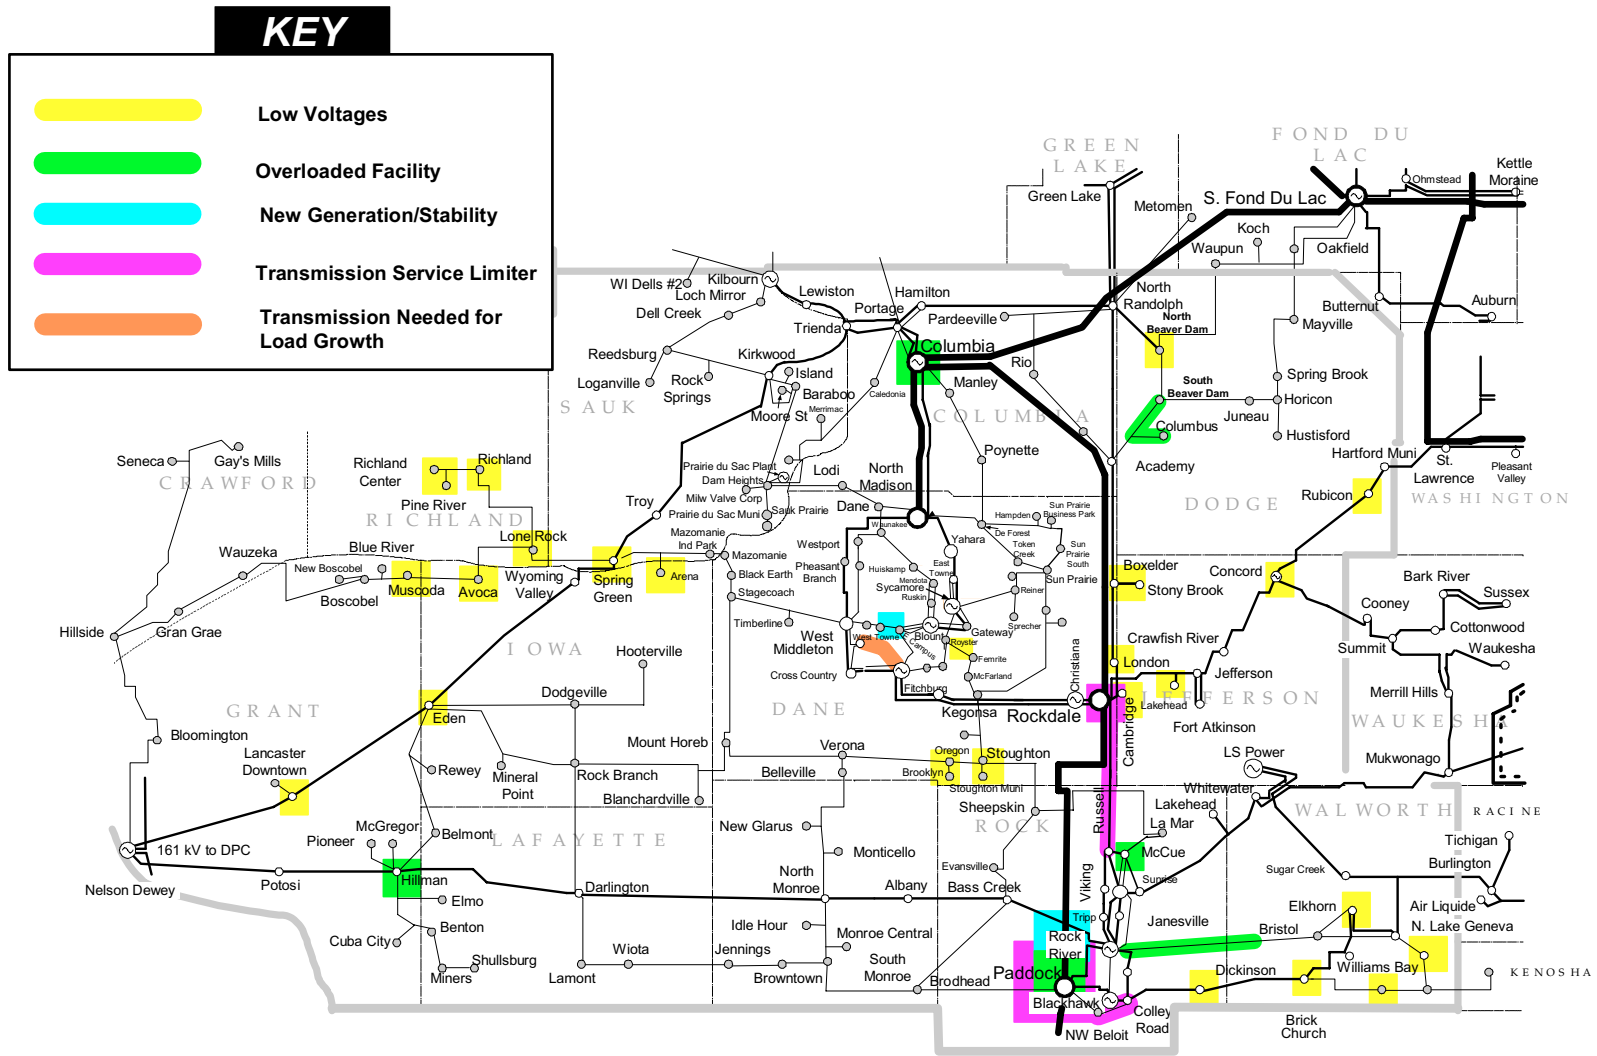 KEY
Low Voltages
Overloaded Facility
New Generation/Stability
Transmission Service Limiter
Transmission Needed for
Load Growth
GREEN
LAKE
FOND DU
LAC
Kettle
Moraine
Ohmstead
Green Lake
S. Fond Du Lac
Metomen
Koch
Waupun
Oakfield
WI Dells #2
Kilbourn
Loch Mirror
Lewiston
Hamilton
North
Randolph
Butternut
Auburn
Dell Creek
Portage
Pardeeville
Trienda
North
Beaver Dam
Mayville
Columbia
Reedsburg
Kirkwood
Rio
Loganville
Rock
Springs
Island
Baraboo
Manley
South
Beaver Dam
Spring Brook
Caledonia
SAUK
Moore St
Merrimac
COLUMBIA
Juneau
Horicon
Columbus
Hustisford
Seneca
Gay's Mills
Richland
Center
Richland
Poynette
Hartford Muni
St.
Lawrence
Pleasant
Valley
CRAWFORD
Pine River
Prairie du Sac Plant
Dam Heights
Lodi
North
Madison
Academy
Rubicon
WASHINGTON
DODGE
Milw Valve Corp
Troy
Prairie du Sac Muni
Sauk Prairie
Dane
Sun Prairie
Business Park
Hampden
RICHLAND
Waunakee
De Forest
Lone Rock
Mazomanie
Ind Park
Mazomanie
Westport
Yahara
Token
Creek
Sun
Prairie
South
Wauzeka
Blue River
New Boscobel
Boscobel
Muscoda
Avoca
Wyoming
Valley
Spring
Green
Arena
Black Earth
Stagecoach
Pheasant
Branch
Huiskamp
East
Towne
Mendota
Sycamore
Ruskin
Sun Prairie
Reiner
Boxelder
Stony Brook
Concord
Bark River
Sussex
Cooney
Cottonwood
Hillside
Gran Grae
Timberline
Sprecher
West
Middleton
West Towne
Blount
Gateway
Campus
Royster
Crawfish River
Summit
Waukesha
IOWA
Hooterville
Femrite
McFarland
Christiana
London
Jefferson
Cross Country
Fitchburg
Merrill Hills
Dodgeville
Kegonsa
Rockdale
Cambridge
Lakehead
JEFFERSON
Fort Atkinson
WAUKESHA
GRANT
Eden
DANE
Bloomington
Lancaster
Downtown
Mount Horeb
Verona
Oregon
Stoughton
LS Power
Mukwonago
Rewey
Mineral
Point
Rock Branch
Belleville
Brooklyn
Stoughton Muni
Blanchardville
Whitewater
Sheepskin
Russell
Lakehead
WALWORTH
RACINE
McGregor
Pioneer
Belmont
LAFAYETTE
New Glarus
ROCK
La Mar
Tichigan
161 kV to DPC
Monticello
McCue
Burlington
Evansville
Sugar Creek
Nelson Dewey
Potosi
Hillman
Darlington
North
Monroe
Albany
Bass Creek
Viking
Sunrise
Elmo
Air Liquide
Elkhorn
Benton
Cuba City
Idle Hour
Monroe Central
Tripp
Janesville
Bristol
N. Lake Geneva
Rock
River
Shullsburg
Miners
Wiota
Jennings
Lamont
Browntown
South
Monroe
Brodhead
Paddock
Dickinson
Williams Bay
KENOSHA
Blackhawk
Colley
Road
NW Beloit
Brick
Church